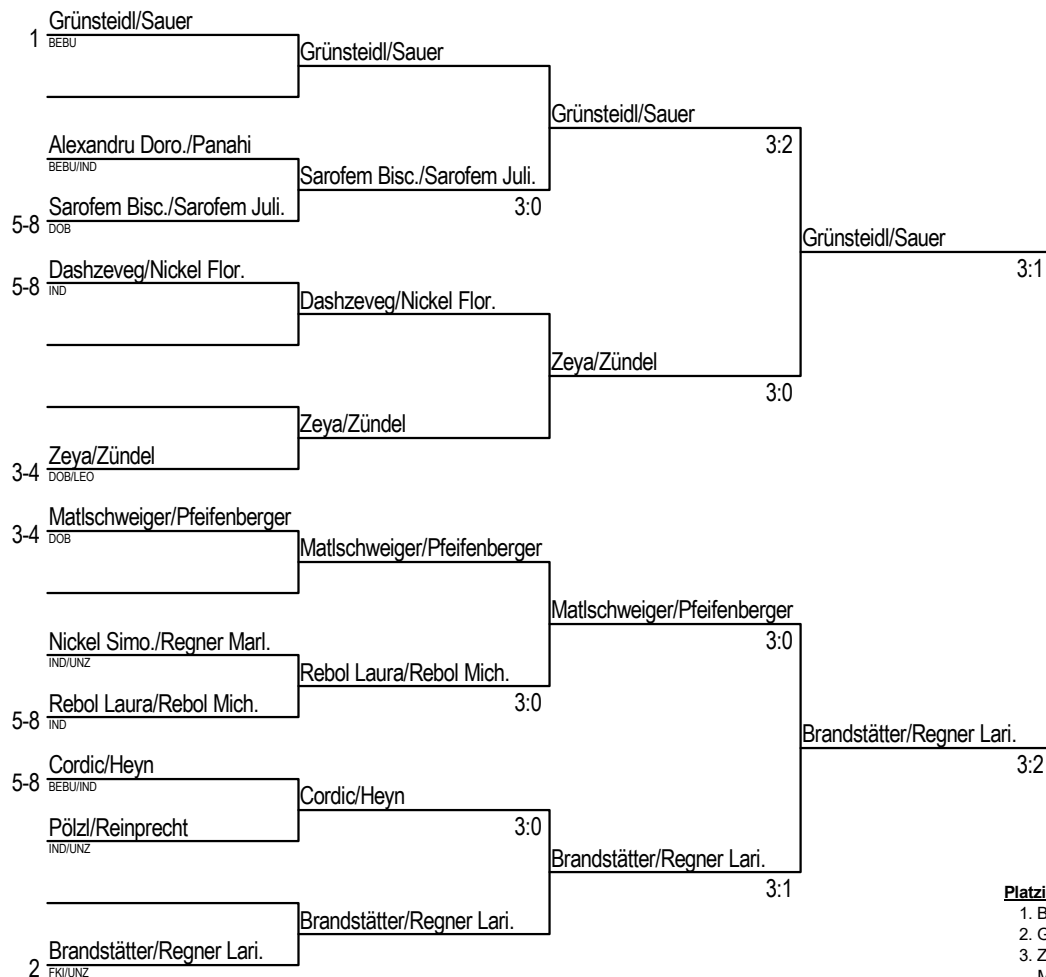 Grünsteidl/Sauer
1 BEBU
Grünsteidl/Sauer
Grünsteidl/Sauer
Alexandru Doro./Panahi
3:2
BEBU/IND
Sarofem Bisc./Sarofem Juli.
Sarofem Bisc./Sarofem Juli.
3:0
5-8 DOB
Grünsteidl/Sauer
Dashzeveg/Nickel Flor.
3:1
5-8 IND
Dashzeveg/Nickel Flor.
Zeya/Zündel
3:0
Zeya/Zündel
Zeya/Zündel
3-4 DOB/LEO
Matlschweiger/Pfeifenberger
3-4 DOB
Matlschweiger/Pfeifenberger
Matlschweiger/Pfeifenberger
Nickel Simo./Regner Marl.
3:0
IND/UNZ
Rebol Laura/Rebol Mich.
Rebol Laura/Rebol Mich.
3:0
5-8 IND
Brandstätter/Regner Lari.
Cordic/Heyn
3:2
5-8 BEBU/IND
Cordic/Heyn
Pölzl/Reinprecht
3:0
IND/UNZ
Brandstätter/Regner Lari.
3:1
Platzi
1. B
Brandstätter/Regner Lari.
2. G
Brandstätter/Regner Lari.
3. Z
2 FKI/UNZ